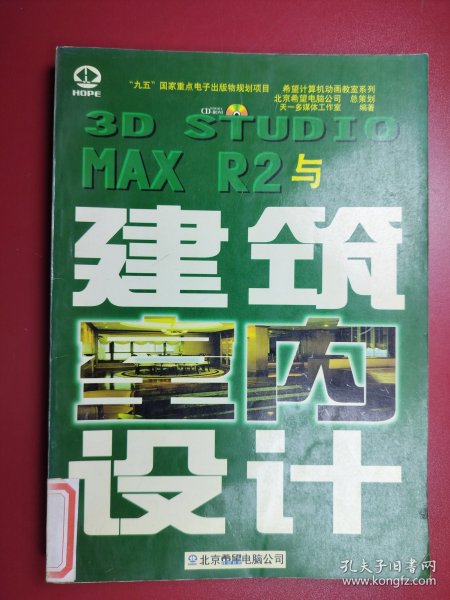 HOPE
"九五"国家重点电子出版物规划项目 希望计算机动画教室系列
北京希望电脑公司 总策划
天一多媒体工作室 编著
3D STUDIO
MAX R2与
建筑
室内
设计
北京希望电脑公司
孔夫子旧书网
www.kongfz.com